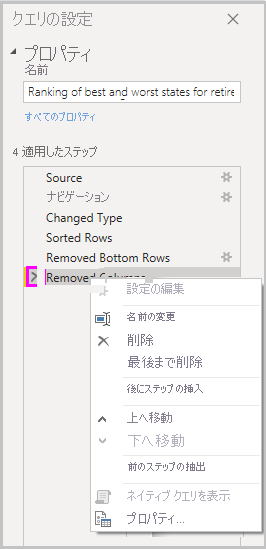 クエリの設定
プロパティ
名前
Ranking of best and worst states for retire
すべてのプロパティ
4 適用したステップ
Source
ナビゲーション
Changed Type
Sorted Rows
Removed Bottom Rows
Removed Columns
設定の編集
名前の変更
削除
最後まで削除
後にステップの挿入
上へ移動
下へ移動
前のステップの抽出
ネイティブ クエリを表示
プロパティ...